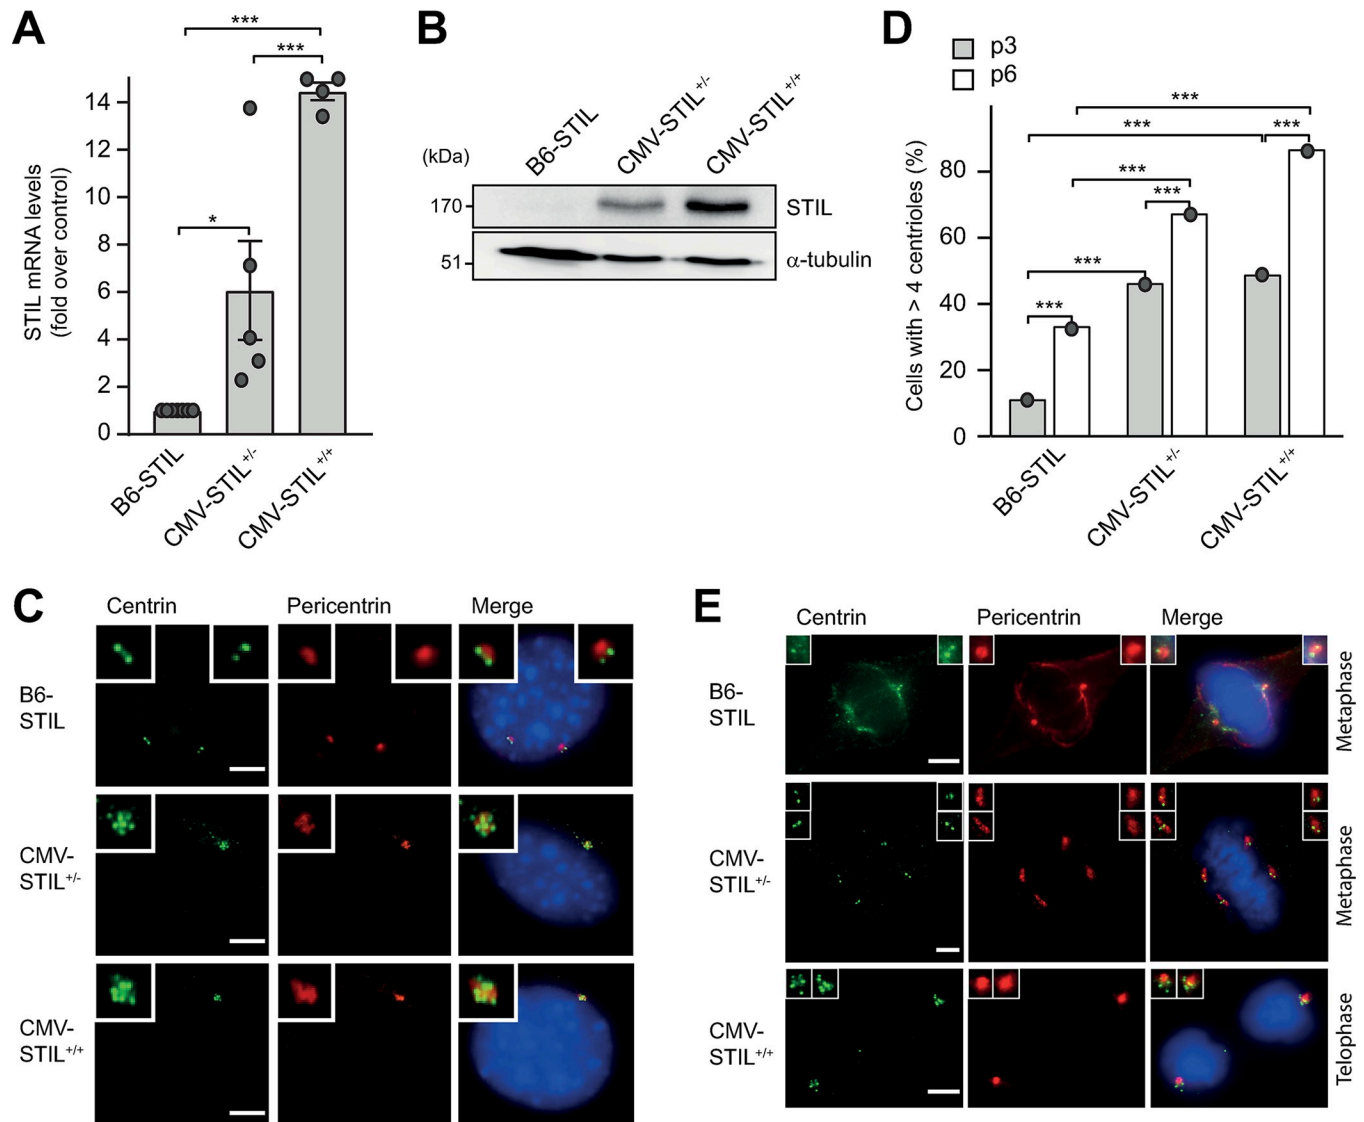 A
***
***
*
STIL mRNA levels
(fold over control)
14
12
10
8
6
4
2
0
B6-STIL
CMV-STIL+/-
CMV-STIL+/+
B
(kDa)
B6-STIL
CMV-STIL+/-
CMV-STIL+/+
170
STIL
51
α-tubulin
D
p3
p6
***
***
***
***
***
***
***
Cells with > 4 centrioles (%)
80
60
40
20
0
B6-STIL
CMV-STIL+/-
CMV-STIL+/+
C
Centrin
Pericentrin
Merge
B6-
STIL
CMV-
STIL+/-
CMV-
STIL+/+
E
Centrin
Pericentrin
Merge
B6-
STIL
Metaphase
CMV-
STIL+/-
Metaphase
CMV-
STIL+/+
Telophase